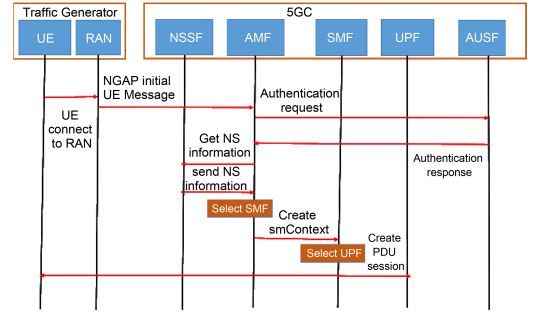 Traffic Generator
5GC
UE
RAN
NSSF
AMF
SMF
UPF
AUSF
NGAP initial
UE Message
Authentication
request
UE
connect
to RAN
Get NS
information
Authentication
response
send NS
information
Select SMF
Create
smContext
Select UPF
Create
PDU
session